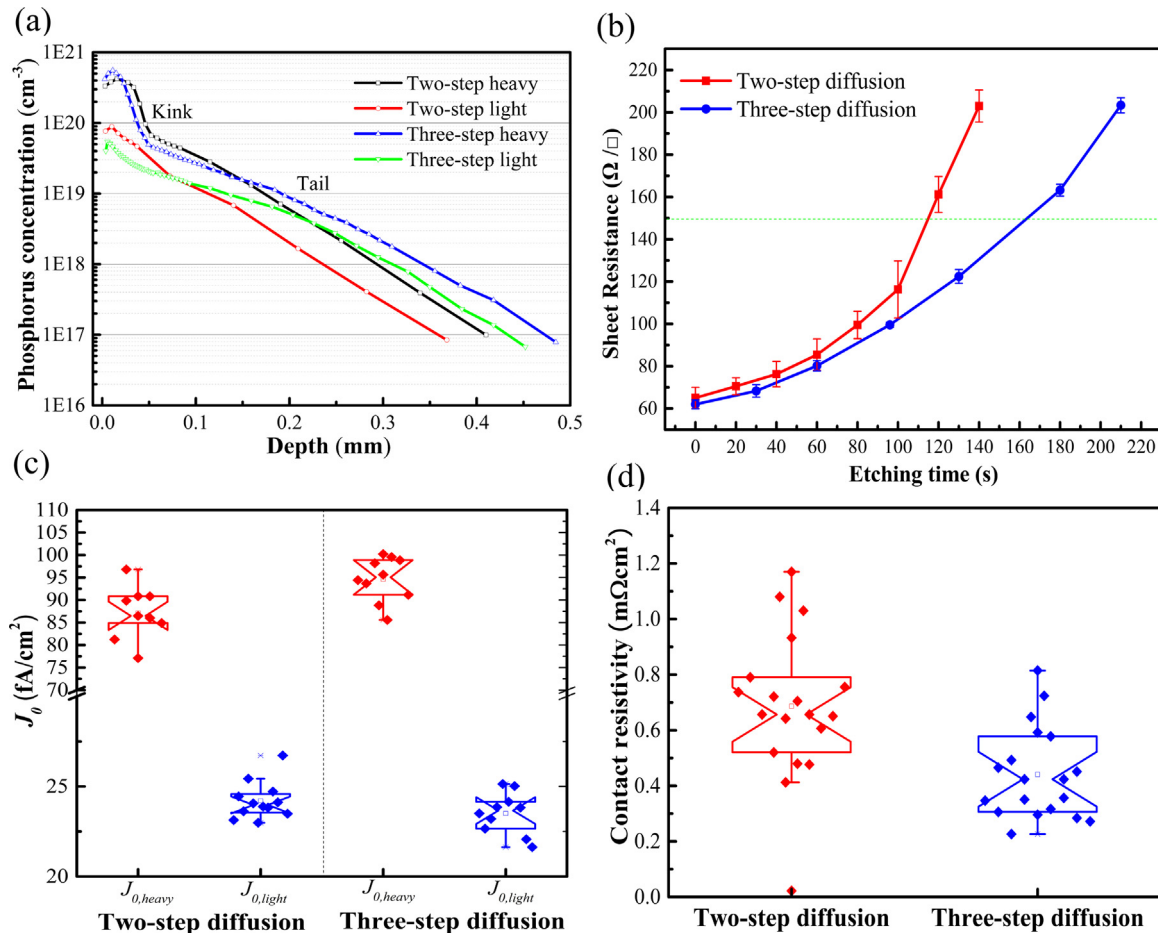 (a)
1E21
1E20
1E19
1E18
1E17
1E16
Phosphorus concentration (cm⁻³)
Kink
Tail
Two-step heavy
Two-step light
Three-step heavy
Three-step light
0.0 0.1 0.2 0.3 0.4 0.5
Depth (mm)
(b)
200
180
160
140
120
100
80
60
Sheet Resistance (Ω /□)
Two-step diffusion
Three-step diffusion
0 20 40 60 80 100 120 140 160 180 200 220
Etching time (s)
(c)
110
105
100
95
90
85
80
75
70
25
20
J₀ (fA/cm²)
J₀,heavy J₀,light J₀,heavy J₀,light
Two-step diffusion Three-step diffusion
(d)
1.4
1.2
1.0
0.8
0.6
0.4
0.2
0.0
Contact resistivity (mΩcm²)
Two-step diffusion Three-step diffusion